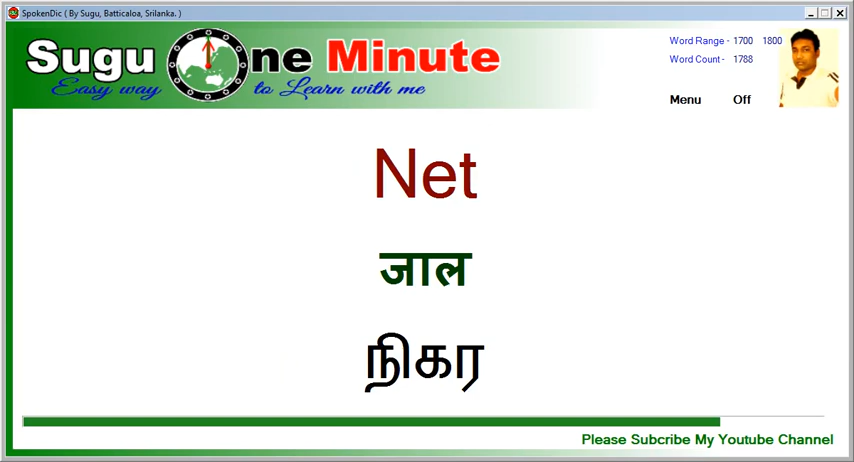 SpokenDic ( By Sugu, Batticaloa, Srilanka. )
Sugu One Minute
Easy way to Learn with me
Word Range - 1700 1800
Word Count - 1788
Menu Off
Net
जाल
நிகர
Please Subcribe My Youtube Channel